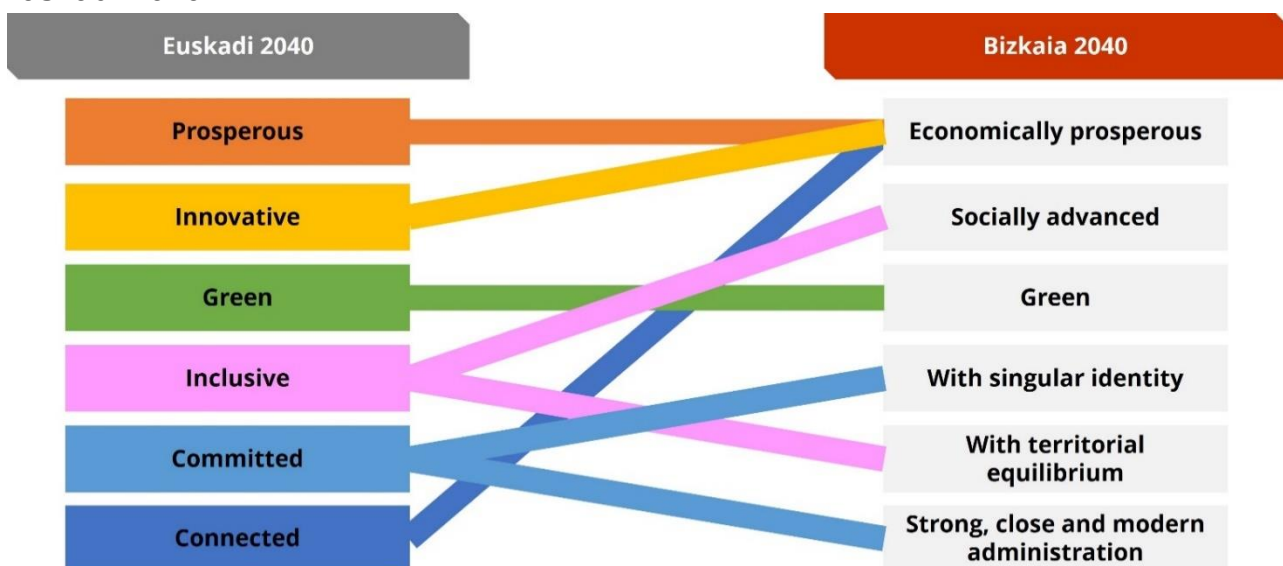 Euskadi 2040
Bizkaia 2040
Prosperous
Economically prosperous
Innovative
Socially advanced
Green
Green
Inclusive
With singular identity
Committed
With territorial
equilibrium
Connected
Strong, close and modern
administration